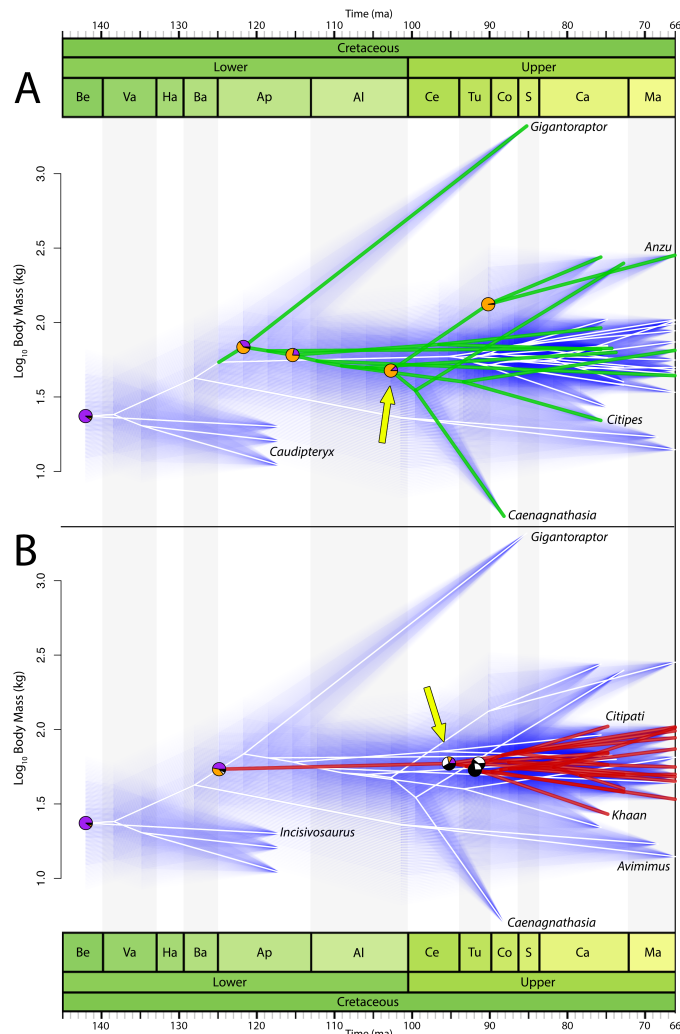 Time (ma)
140 130 120 110 100 90 80 70 66
Cretaceous
Lower Upper
A
Be Va Ha Ba Ap Al Ce Tu Co S Ca Ma
Gigantoraptor
3.0
Anzu
2.5
2.0
Log10 Body Mass (kg)
1.5
Citipes
Caudipteryx
1.0
Caenagnathasia
B
Gigantoraptor
3.0
2.5
Citipati
2.0
Log10 Body Mass (kg)
1.5
Khaan
Incisivosaurus
Avimimus
1.0
Caenagnathasia
Be Va Ha Ba Ap Al Ce Tu Co S Ca Ma
Lower Upper
Cretaceous
140 130 120 110 100 90 80 70 66
Time (ma)